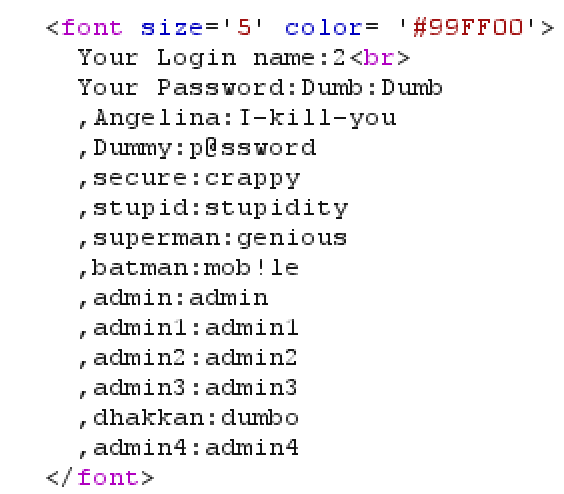 <font size='5' color= '#99FF00'>
Your Login name:2<br>
Your Password:Dumb:Dumb
,Angelina:I-kill-you
,Dummy:p@ssword
,secure:crappy
,stupid:stupidity
,superman:genious
,batman:mob!le
,admin:admin
,admin1:admin1
,admin2:admin2
,admin3:admin3
,dhakkan:dumbo
,admin4:admin4
</font>